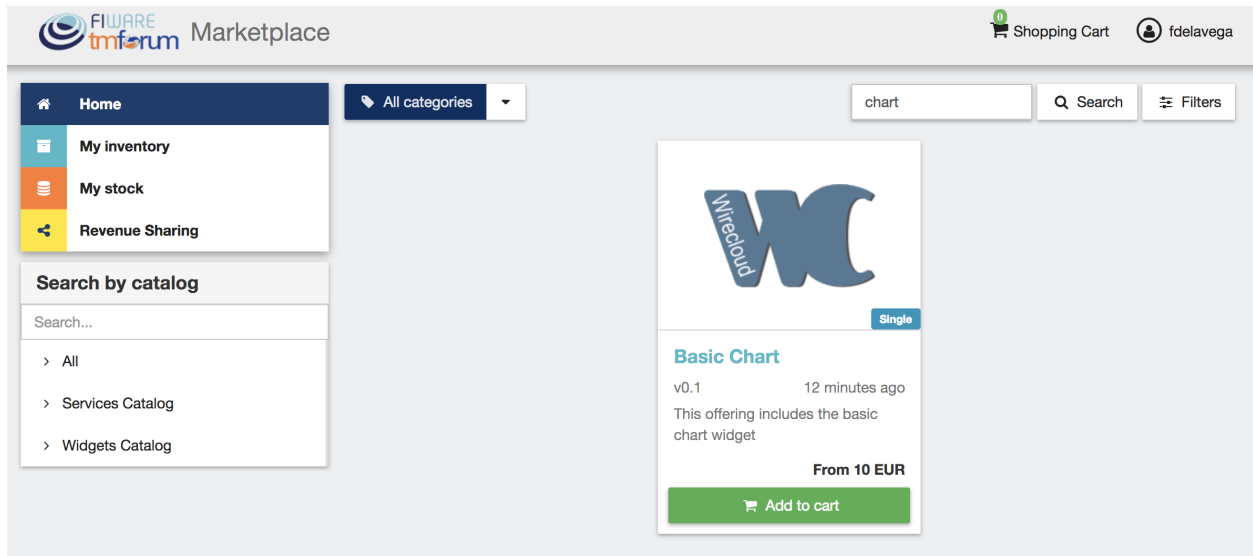 FIWARE
tmforum
Marketplace
0
Shopping Cart
fdelavega
Home
My inventory
My stock
Revenue Sharing
Search by catalog
Search...
All
Services Catalog
Widgets Catalog
All categories
chart
Search
Filters
Wirecloud
WC
Single
Basic Chart
v0.1 12 minutes ago
This offering includes the basic
chart widget
From 10 EUR
Add to cart